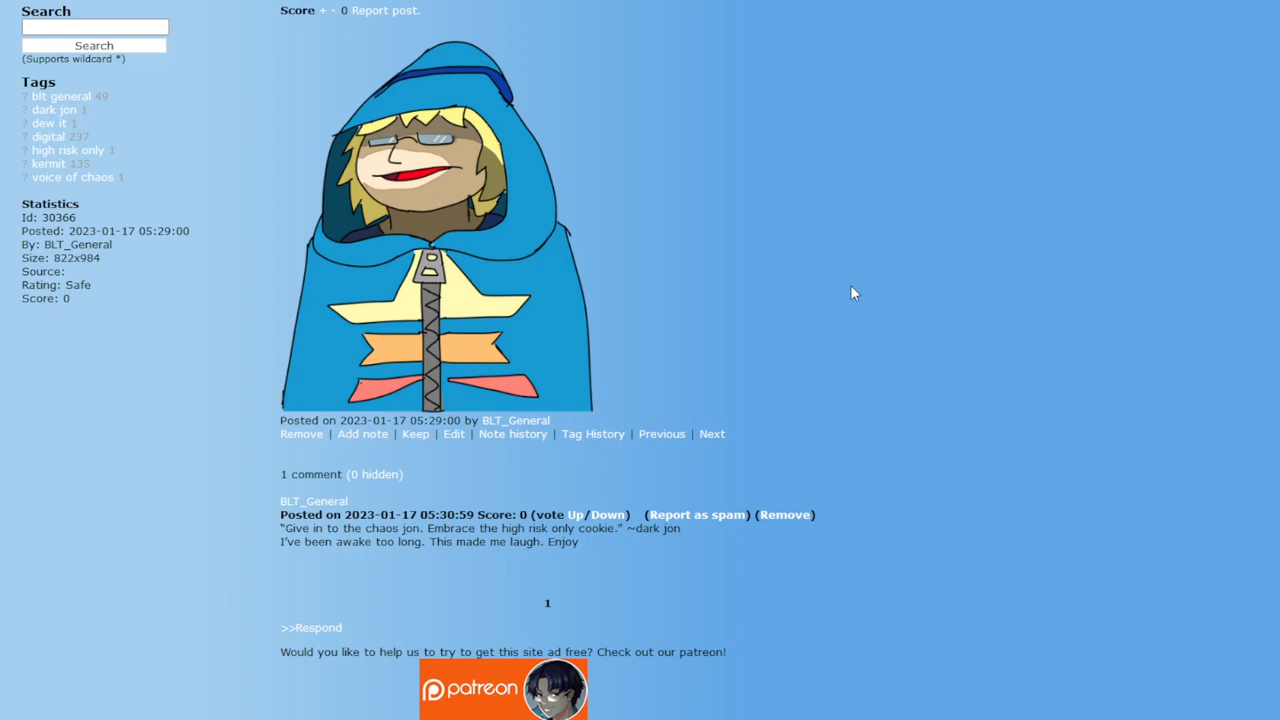 Search
Search
(Supports wildcard *)
Tags
? blt general 49
? dark jon 1
? dew it 1
? digital 237
? high risk only 1
? kermit 135
? voice of chaos 1
Statistics
Id: 30366
Posted: 2023-01-17 05:29:00
By: BLT_General
Size: 822x984
Source:
Rating: Safe
Score: 0
Score + - 0 Report post.
Posted on 2023-01-17 05:29:00 by BLT_General
Remove | Add note | Keep | Edit | Note history | Tag History | Previous | Next
1 comment (0 hidden)
BLT_General
Posted on 2023-01-17 05:30:59 Score: 0 (vote Up/Down) (Report as spam) (Remove)
“Give in to the chaos jon. Embrace the high risk only cookie.” ~dark jon
I’ve been awake too long. This made me laugh. Enjoy
1
>>Respond
Would you like to help us to try to get this site ad free? Check out our patreon!
patreon